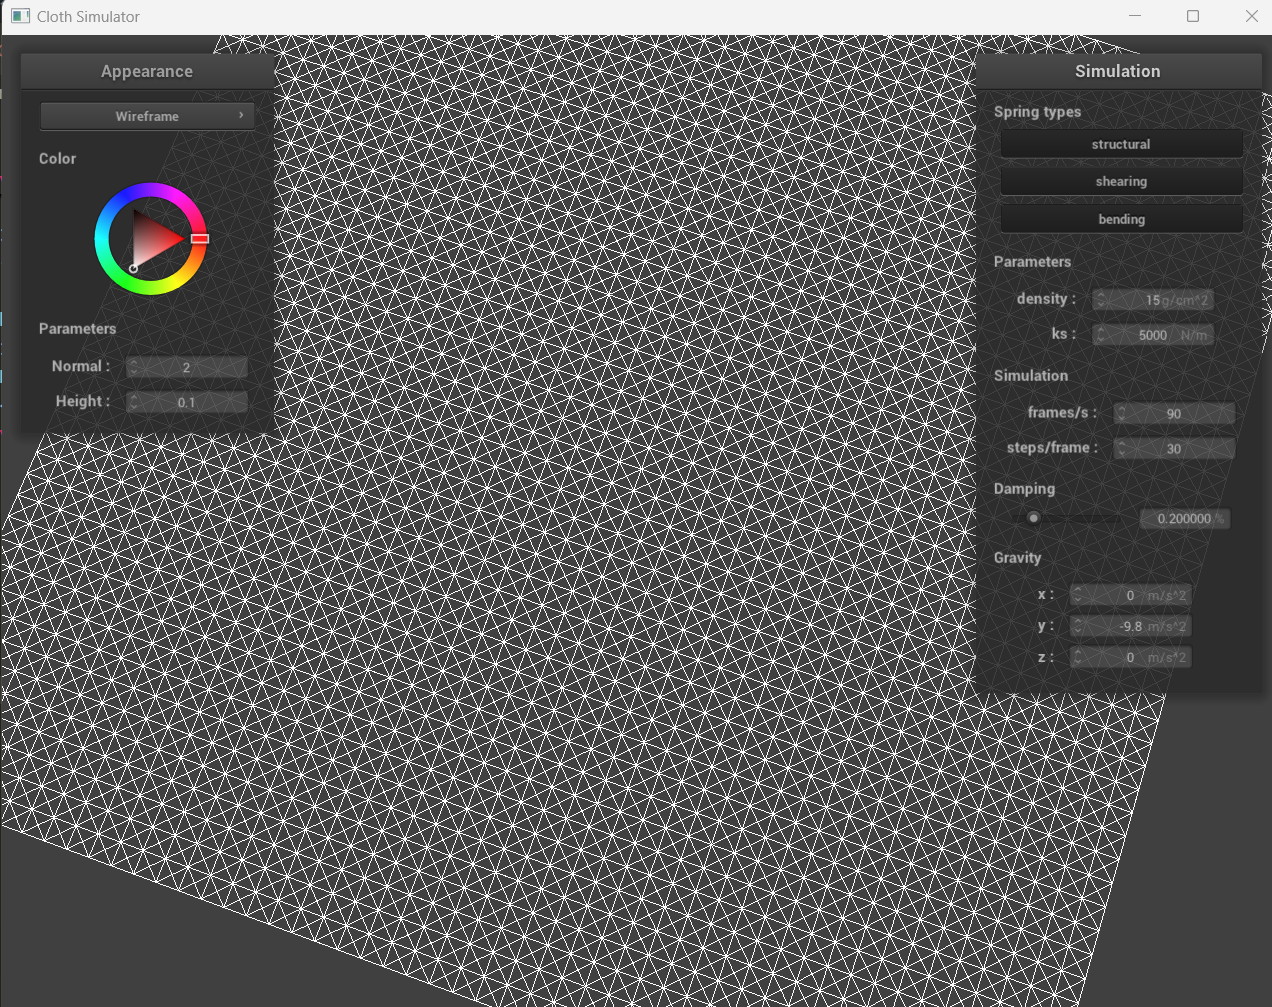 Cloth Simulator
Appearance
Wireframe
Color
Parameters
Normal : 2
Height : 0.1
Simulation
Spring types
structural
shearing
bending
Parameters
density : 15 g/cm^2
ks : 5000 N/m
Simulation
frames/s : 90
steps/frame : 30
Damping
0.200000 %
Gravity
x : 0 m/s^2
y : -9.8 m/s^2
z : 0 m/s^2